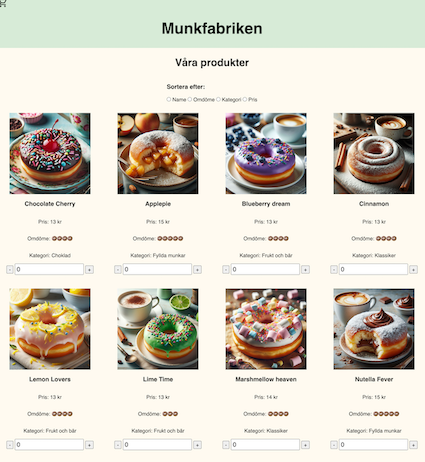 Munkfabriken
Våra produkter
Sortera efter:
Name Omdöme Kategori Pris
Chocolate Cherry
Pris: 13 kr
Omdöme:
Kategori: Choklad
- 0 +
Applepie
Pris: 15 kr
Omdöme:
Kategori: Fyllda munkar
- 0 +
Blueberry dream
Pris: 13 kr
Omdöme:
Kategori: Frukt och bär
- 0 +
Cinnamon
Pris: 13 kr
Omdöme:
Kategori: Klassiker
- 0 +
Lemon Lovers
Pris: 13 kr
Omdöme:
Kategori: Frukt och bär
- 0 +
Lime Time
Pris: 13 kr
Omdöme:
Kategori: Frukt och bär
- 0 +
Marshmellow heaven
Pris: 14 kr
Omdöme:
Kategori: Klassiker
- 0 +
Nutella Fever
Pris: 15 kr
Omdöme:
Kategori: Fyllda munkar
- 0 +